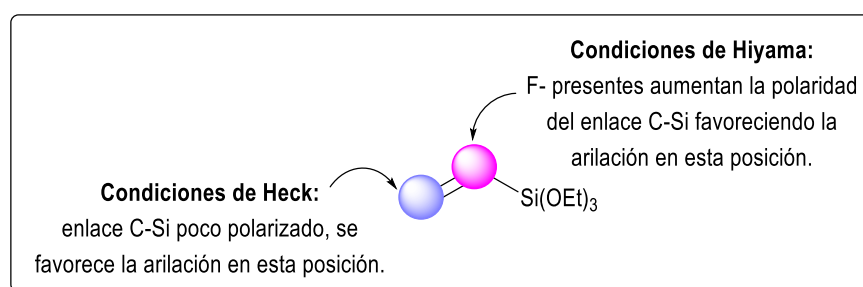 Condiciones de Hiyama:
F- presentes aumentan la polaridad
del enlace C-Si favoreciendo la
arilación en esta posición.
Condiciones de Heck:
enlace C-Si poco polarizado, se
favorece la arilación en esta posición.
Si(OEt)3